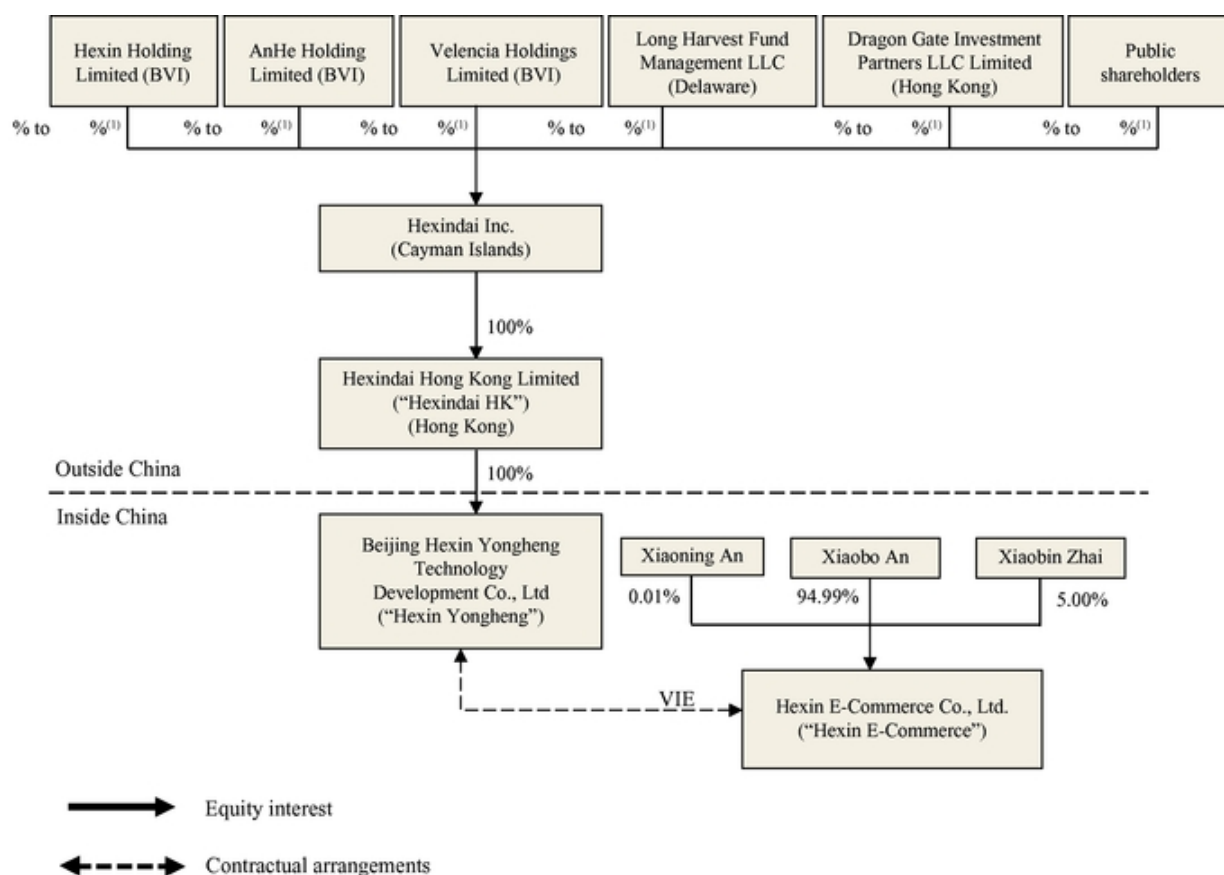 Hexin Holding
Limited (BVI)
AnHe Holding
Limited (BVI)
Velencia Holdings
Limited (BVI)
Long Harvest Fund
Management LLC
(Delaware)
Dragon Gate Investment
Partners LLC Limited
(Hong Kong)
Public
shareholders
% to %(1) % to %(1) % to %(1) % to %(1) % to %(1) % to %(1)
Hexindai Inc.
(Cayman Islands)
100%
Hexindai Hong Kong Limited
(“Hexindai HK”)
(Hong Kong)
100%
Outside China
Inside China
Beijing Hexin Yongheng
Technology
Development Co., Ltd
(“Hexin Yongheng”)
Xiaoning An
Xiaobo An
Xiaobin Zhai
0.01%
94.99%
5.00%
VIE
Hexin E-Commerce Co., Ltd.
(“Hexin E-Commerce”)
Equity interest
Contractual arrangements